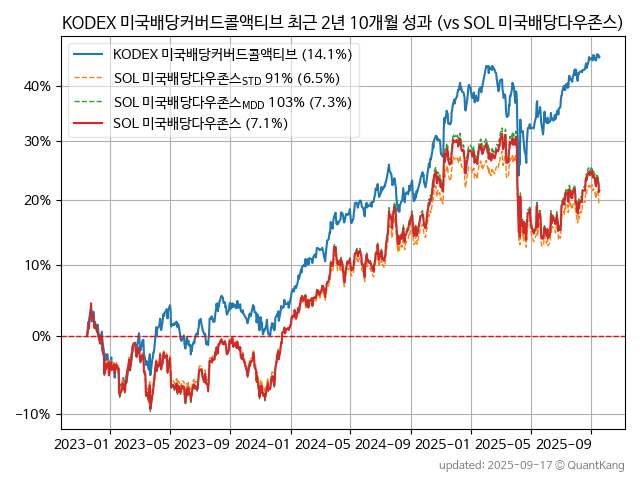 KODEX 미국배당커버드콜액티브 최근 2년 10개월 성과 (vs SOL 미국배당다우존스)
KODEX 미국배당커버드콜액티브 (14.1%)
SOL 미국배당다우존스STD 91% (6.5%)
SOL 미국배당다우존스MDD 103% (7.3%)
SOL 미국배당다우존스 (7.1%)
40%
30%
20%
10%
0%
−10%
2023-01 2023-05 2023-09 2024-01 2024-05 2024-09 2025-01 2025-05 2025-09
updated: 2025-09-17 © QuantKang